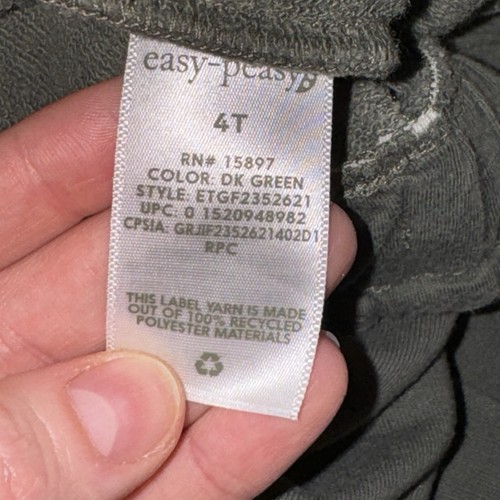 easy-peasy
4T
RN# 15897
COLOR: DK GREEN
STYLE: ETGF2352621
UPC. 0 1520948982
CPSIA: GRJIF2352621402D1
RPC
THIS LABEL YARN IS MADE
OUT OF 100% RECYCLED
POLYESTER MATERIALS